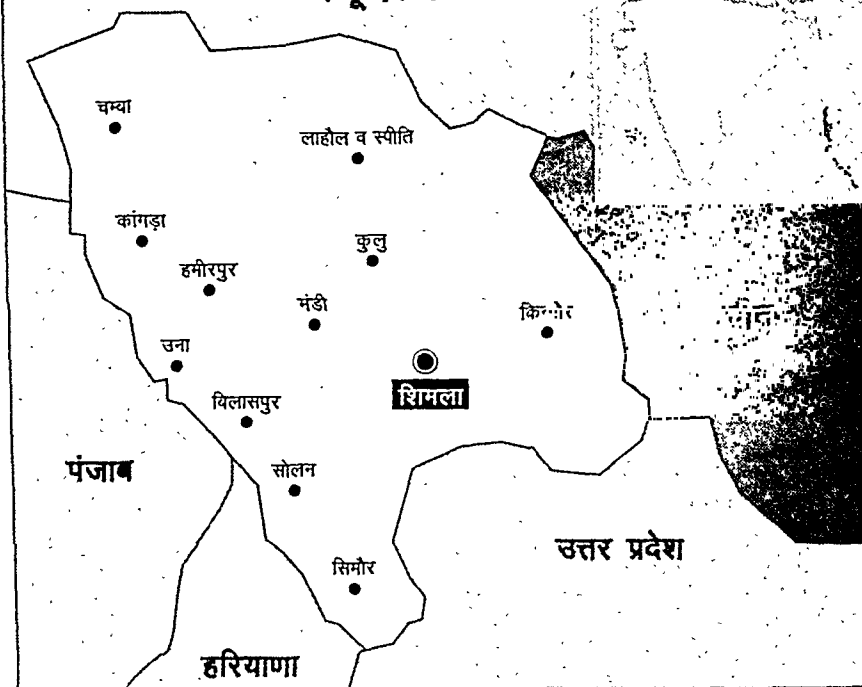 चम्बा
लाहौल व स्पीति
कांगड़ा
कुलु
हमीरपुर
मंडी
उना
शिमला
विलासपुर
पंजाब
सोलन
उत्तर प्रदेश
सिमौर
हरियाणा